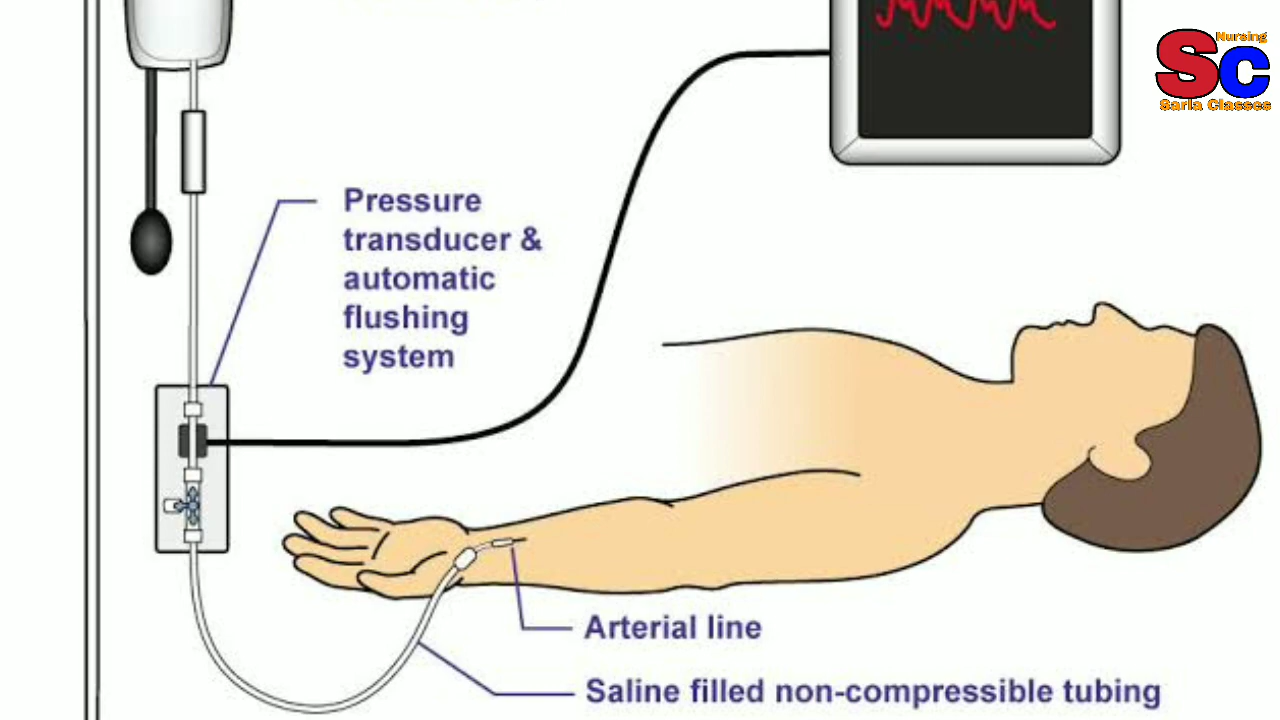 Nursing
SC
Sarla Classes
Pressure
transducer &
automatic
flushing
system
Arterial line
Saline filled non-compressible tubing